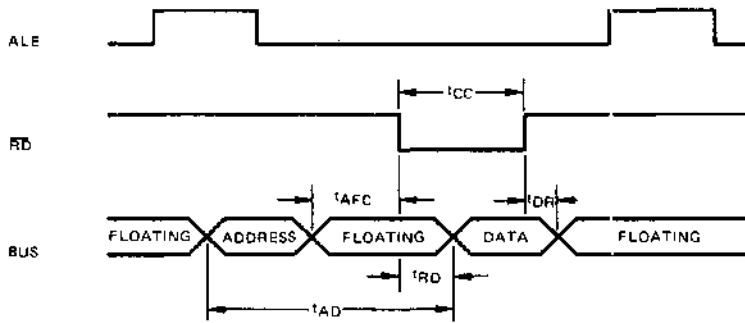 ALE
tCC
RD
tAFC
tDR
FLOATING ADDRESS FLOATING DATA FLOATING
BUS
tRD
tAD